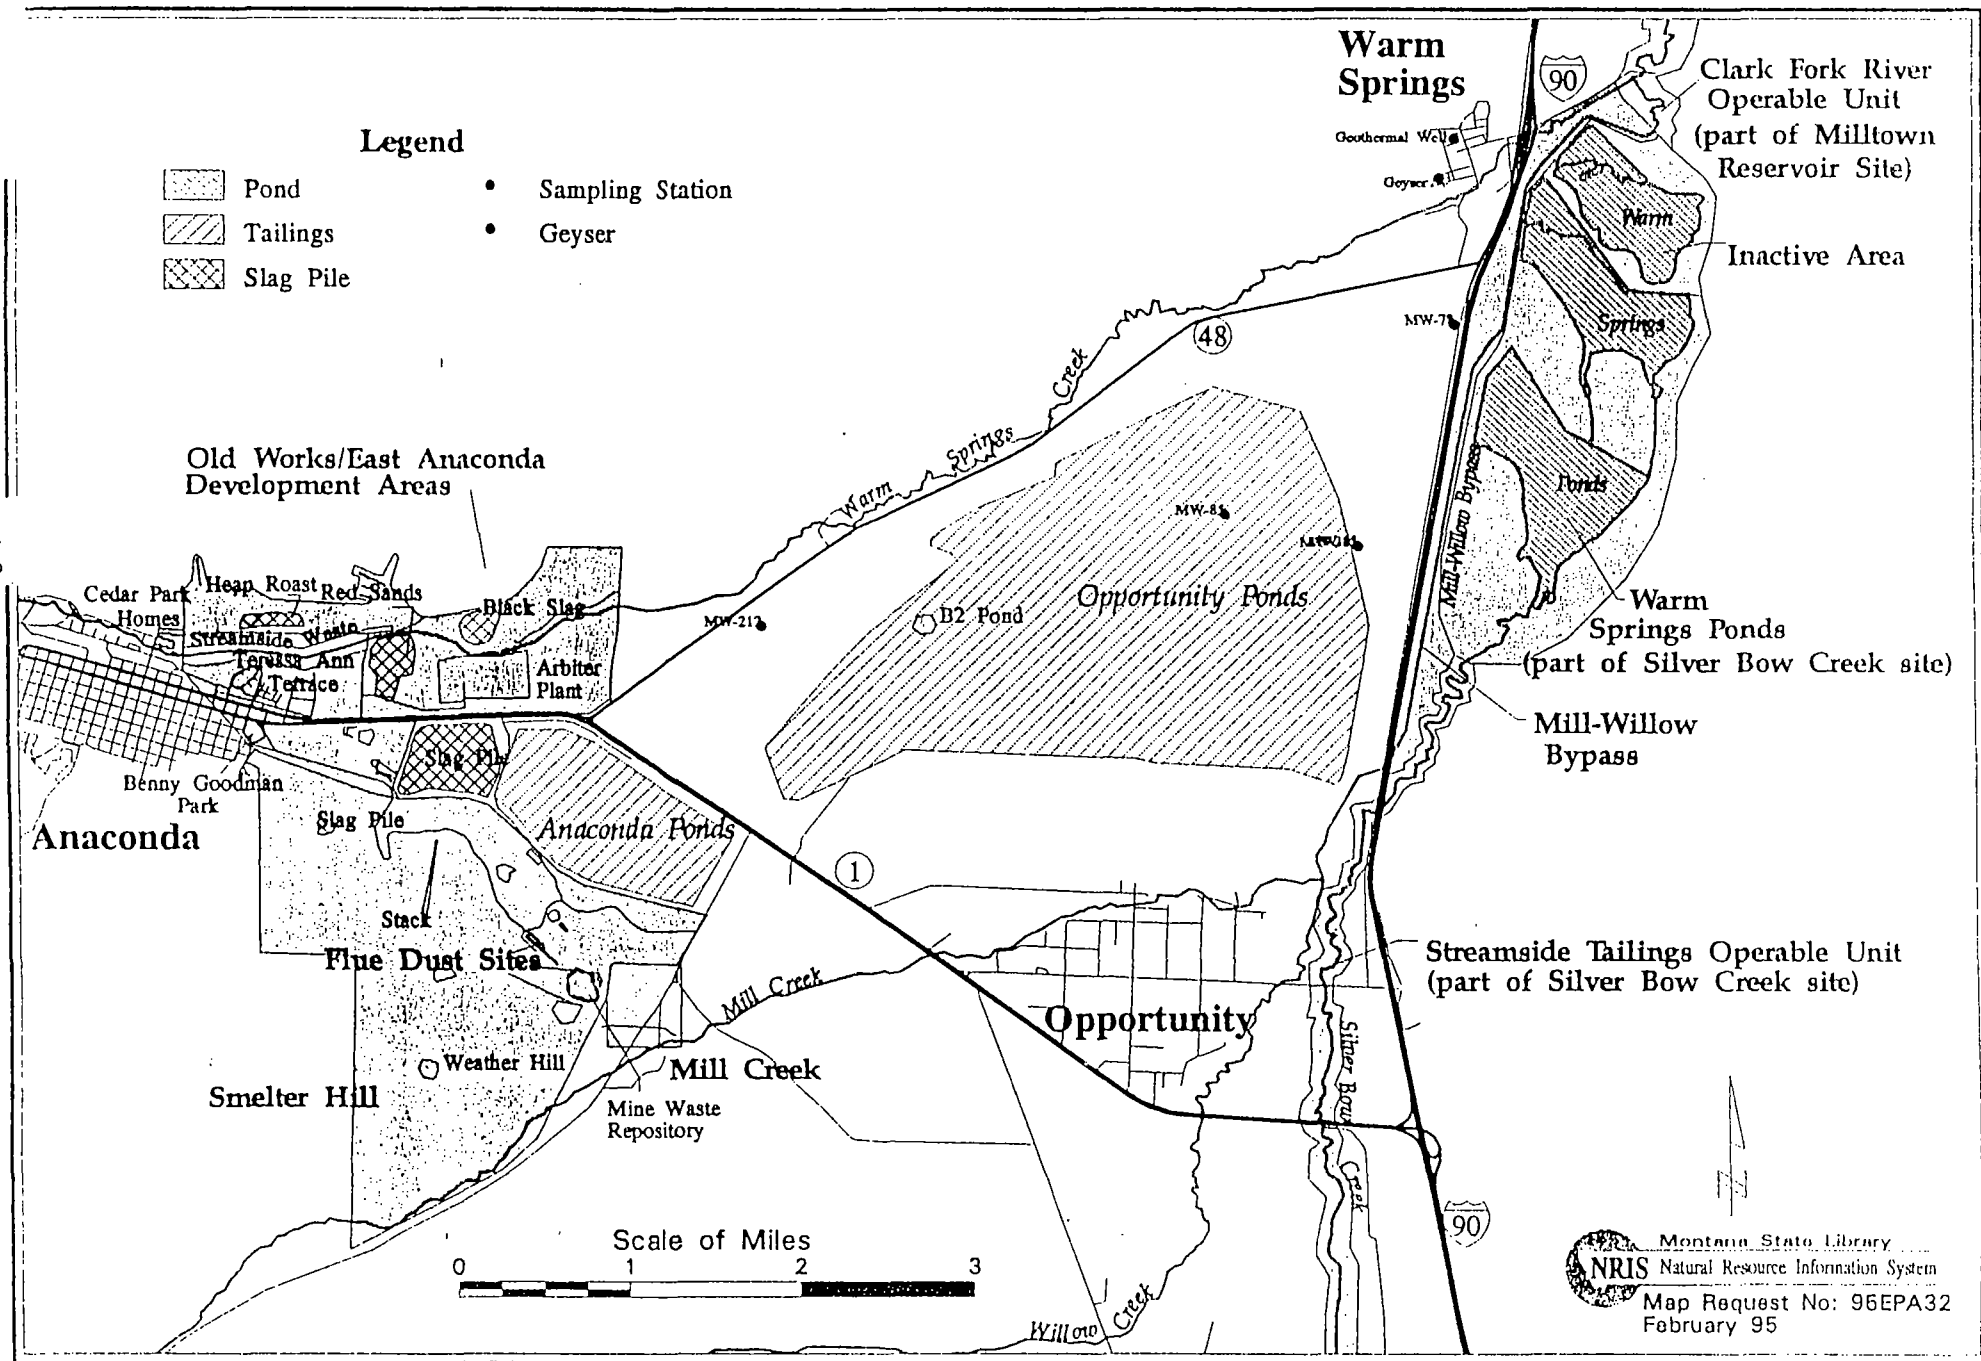 Warm
Springs
90
Clark Fork River
Operable Unit
(part of Milltown
Reservoir Site)
Legend
Pond
Tailings
Slag Pile
Sampling Station
Geyser
Geothermal Well
Geyser
Warm
Inactive Area
Springs
MW-7
48
Creek
Springs
Warm
Old Works/East Anaconda
Development Areas
MW-8
Ponds
Mill-Willow Bypass
Opportunity Ponds
B2 Pond
Cedar Park
Homes
Heap Roast
Red Sands
Black Slag
MW-217
Streamside Waste
Teressa Ann
Terrace
Arbiter
Plant
Warm
Springs Ponds
(part of Silver Bow Creek site)
Mill-Willow
Bypass
Slag Pile
Benny Goodman
Park
Anaconda
Slag Pile
Anaconda Ponds
1
Stack
Flue Dust Sites
Mill Creek
Streamside Tailings Operable Unit
(part of Silver Bow Creek site)
Opportunity
Silver Bow
Creek
Weather Hill
Mill Creek
Smelter Hill
Mine Waste
Repository
90
Scale of Miles
0 1 2 3
Willow Creek
Montana State Library
NRIS Natural Resource Information System
Map Request No: 96EPA32
February 95